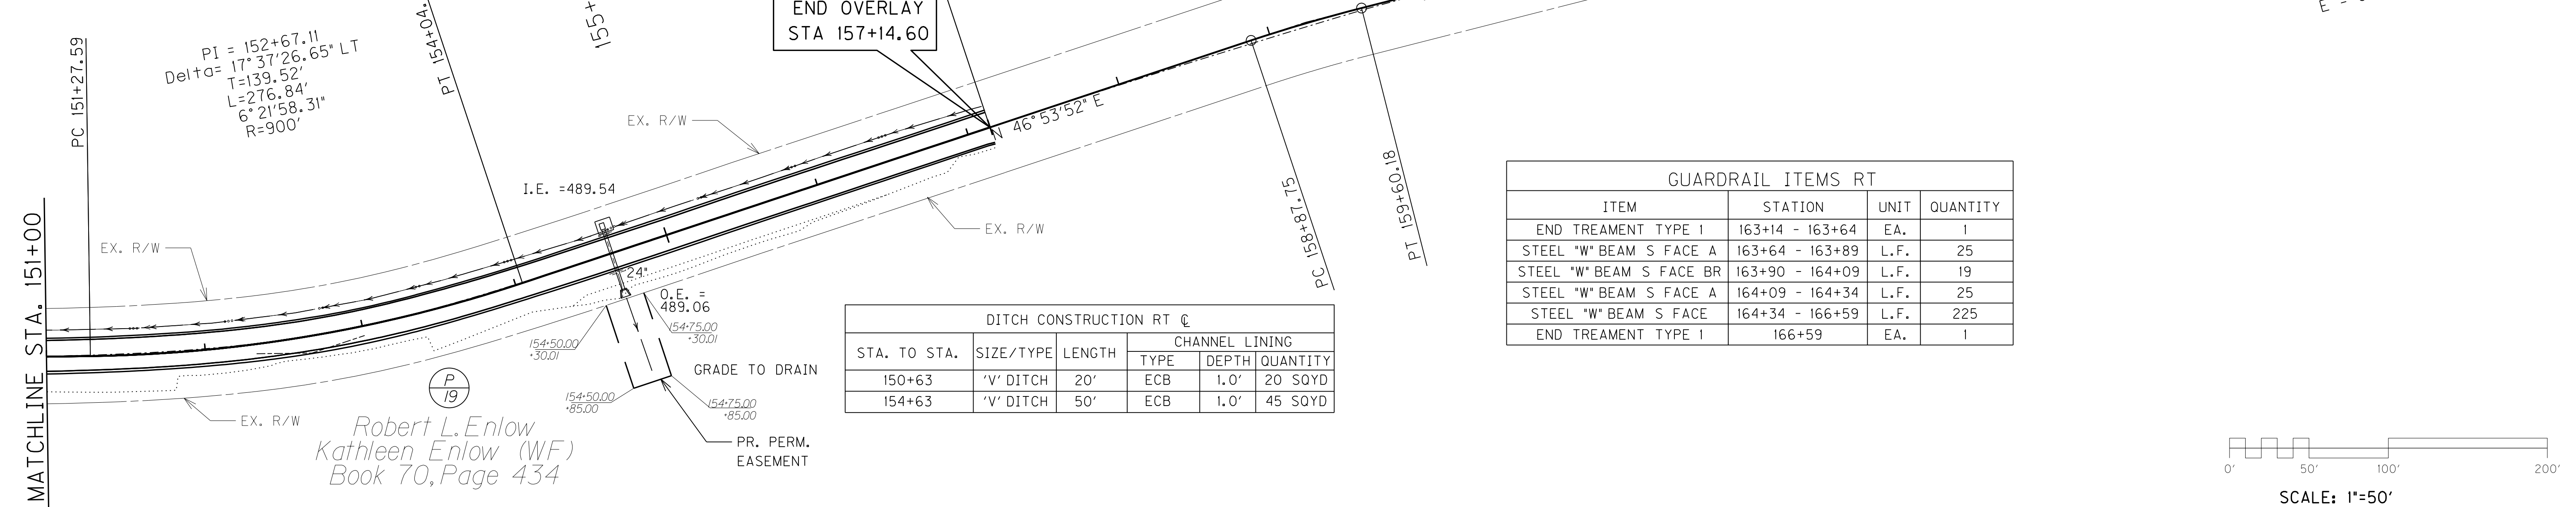 PC 151+27.59
PI = 152+67.11
Delta= 17°37'26.65" LT
T=139.52'
L=276.84'
6°21'58.31"
R=900'
PT 154+04.
155+
END OVERLAY
STA 157+14.60
EX. R/W
N 46°53'52" E
I.E. =489.54
EX. R/W
EX. R/W
24"
O.E. =
489.06
154+75.00
+30.01
154+50.00
+30.01
GRADE TO DRAIN
154+50.00
+85.00
154+75.00
+85.00
PR. PERM.
EASEMENT
MATCHLINE STA. 151+00
EX. R/W
P
19
Robert L. Enlow
Kathleen Enlow (WF)
Book 70, Page 434
PC 158+87.75
PT 159+60.18
DITCH CONSTRUCTION RT ℄
STA. TO STA. SIZE/TYPE LENGTH CHANNEL LINING
TYPE DEPTH QUANTITY
150+63 'V' DITCH 20' ECB 1.0' 20 SQYD
154+63 'V' DITCH 50' ECB 1.0' 45 SQYD
GUARDRAIL ITEMS RT
ITEM STATION UNIT QUANTITY
END TREAMENT TYPE 1 163+14 - 163+64 EA. 1
STEEL "W" BEAM S FACE A 163+64 - 163+89 L.F. 25
STEEL "W" BEAM S FACE BR 163+90 - 164+09 L.F. 19
STEEL "W" BEAM S FACE A 164+09 - 164+34 L.F. 25
STEEL "W" BEAM S FACE 164+34 - 166+59 L.F. 225
END TREAMENT TYPE 1 166+59 EA. 1
0' 50' 100' 200'
SCALE: 1"=50'